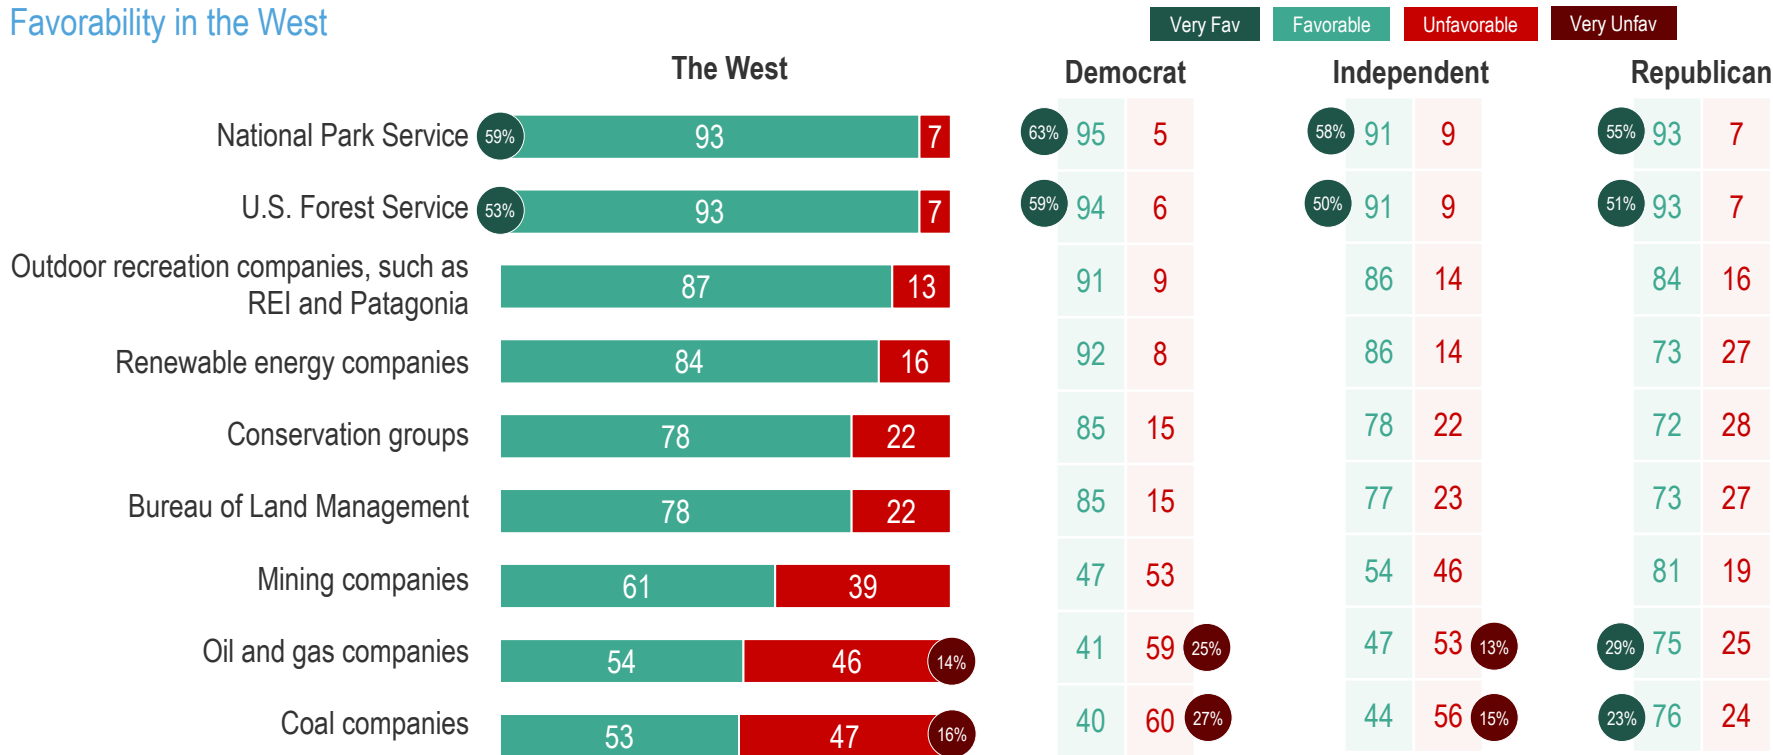 Favorability in the West
Very Fav Favorable Unfavorable Very Unfav
The West Democrat Independent Republican
National Park Service 59% 93 7 63% 95 5 58% 91 9 55% 93 7
U.S. Forest Service 53% 93 7 59% 94 6 50% 91 9 51% 93 7
Outdoor recreation companies, such as
REI and Patagonia 87 13 91 9 86 14 84 16
Renewable energy companies 84 16 92 8 86 14 73 27
Conservation groups 78 22 85 15 78 22 72 28
Bureau of Land Management 78 22 85 15 77 23 73 27
Mining companies 61 39 47 53 54 46 81 19
Oil and gas companies 54 46 14% 41 59 25% 47 53 13% 29% 75 25
Coal companies 53 47 16% 40 60 27% 44 56 15% 23% 76 24